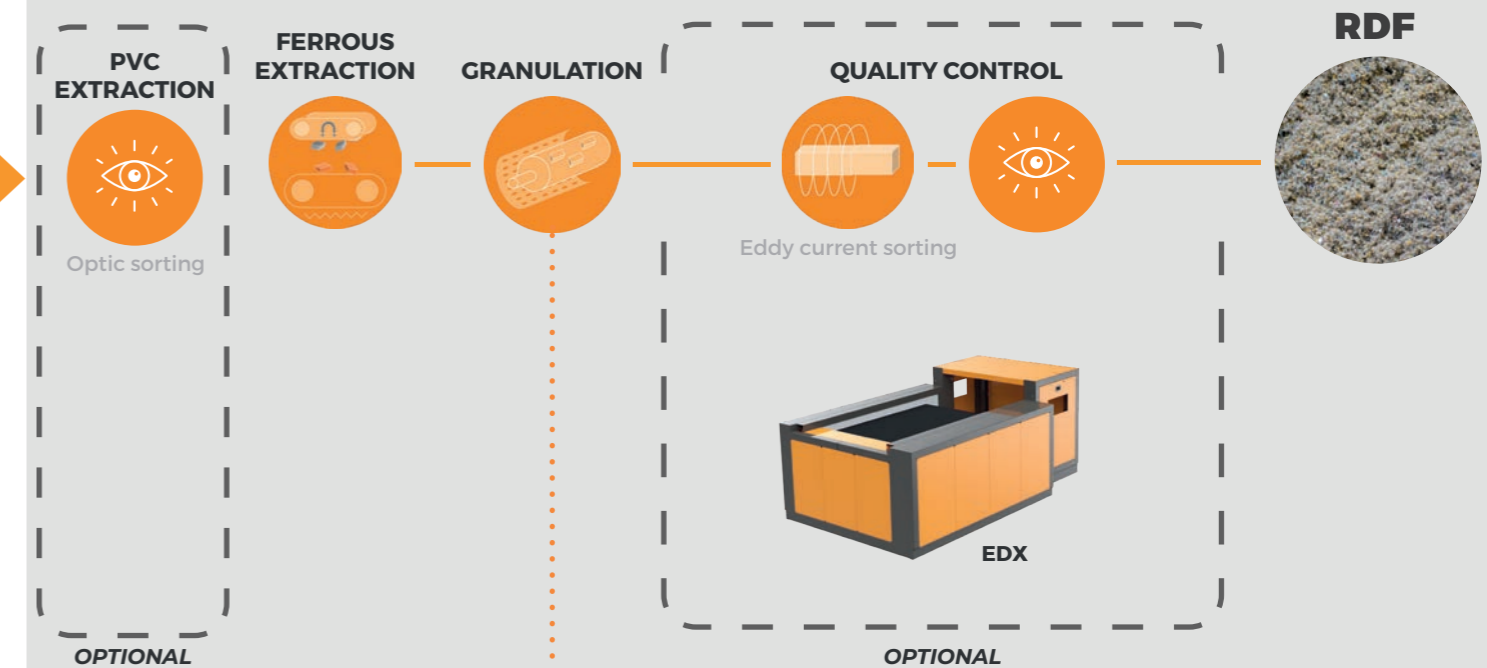 PVC
EXTRACTION
Optic sorting
OPTIONAL
FERROUS
EXTRACTION
GRANULATION
QUALITY CONTROL
Eddy current sorting
EDX
OPTIONAL
RDF